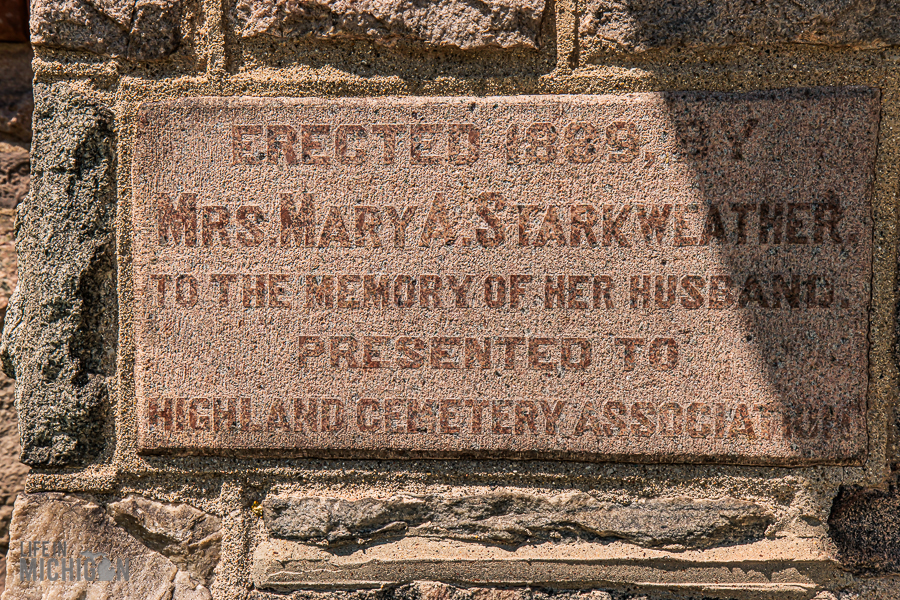 ERECTED 1889, BY
MRS. MARY A. STARKWEATHER,
TO THE MEMORY OF HER HUSBAND.
PRESENTED TO
HIGHLAND CEMETERY ASSOCIATION
LIFE IN
MICHIGAN